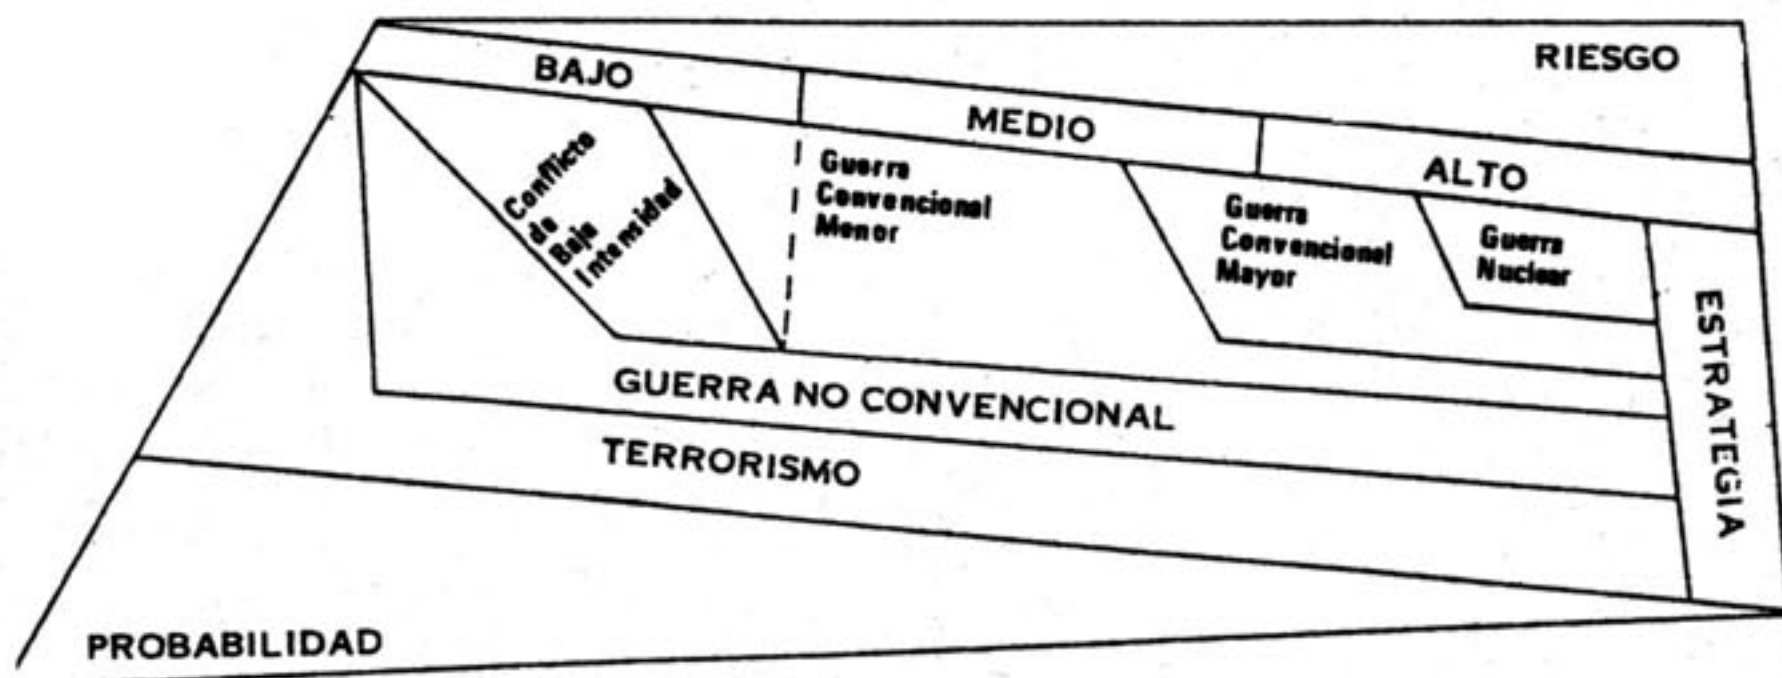 RIESGO
BAJO
MEDIO
ALTO
Conflicto
de
Baja
Intensidad
Guerra
Convencional
Menor
Guerra
Convencional
Mayor
Guerra
Nuclear
ESTRATEGIA
GUERRA NO CONVENCIONAL
TERRORISMO
PROBABILIDAD